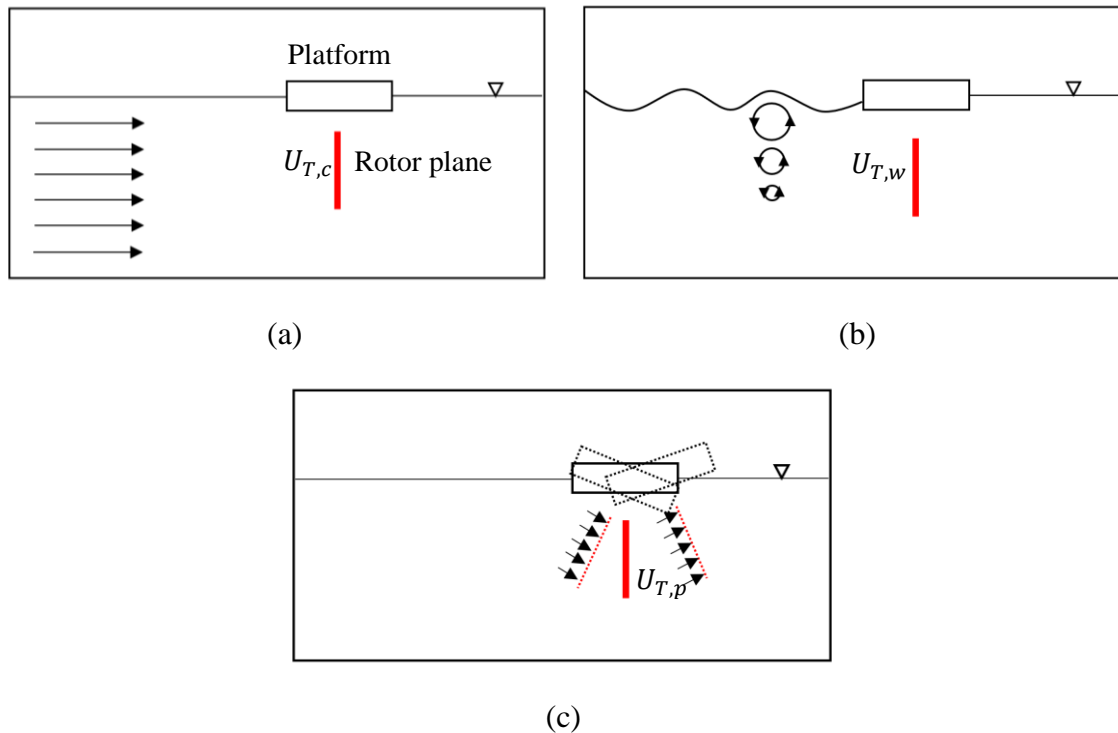 Platform
U_{T,c} Rotor plane
(a)
U_{T,w}
(b)
U_{T,p}
(c)